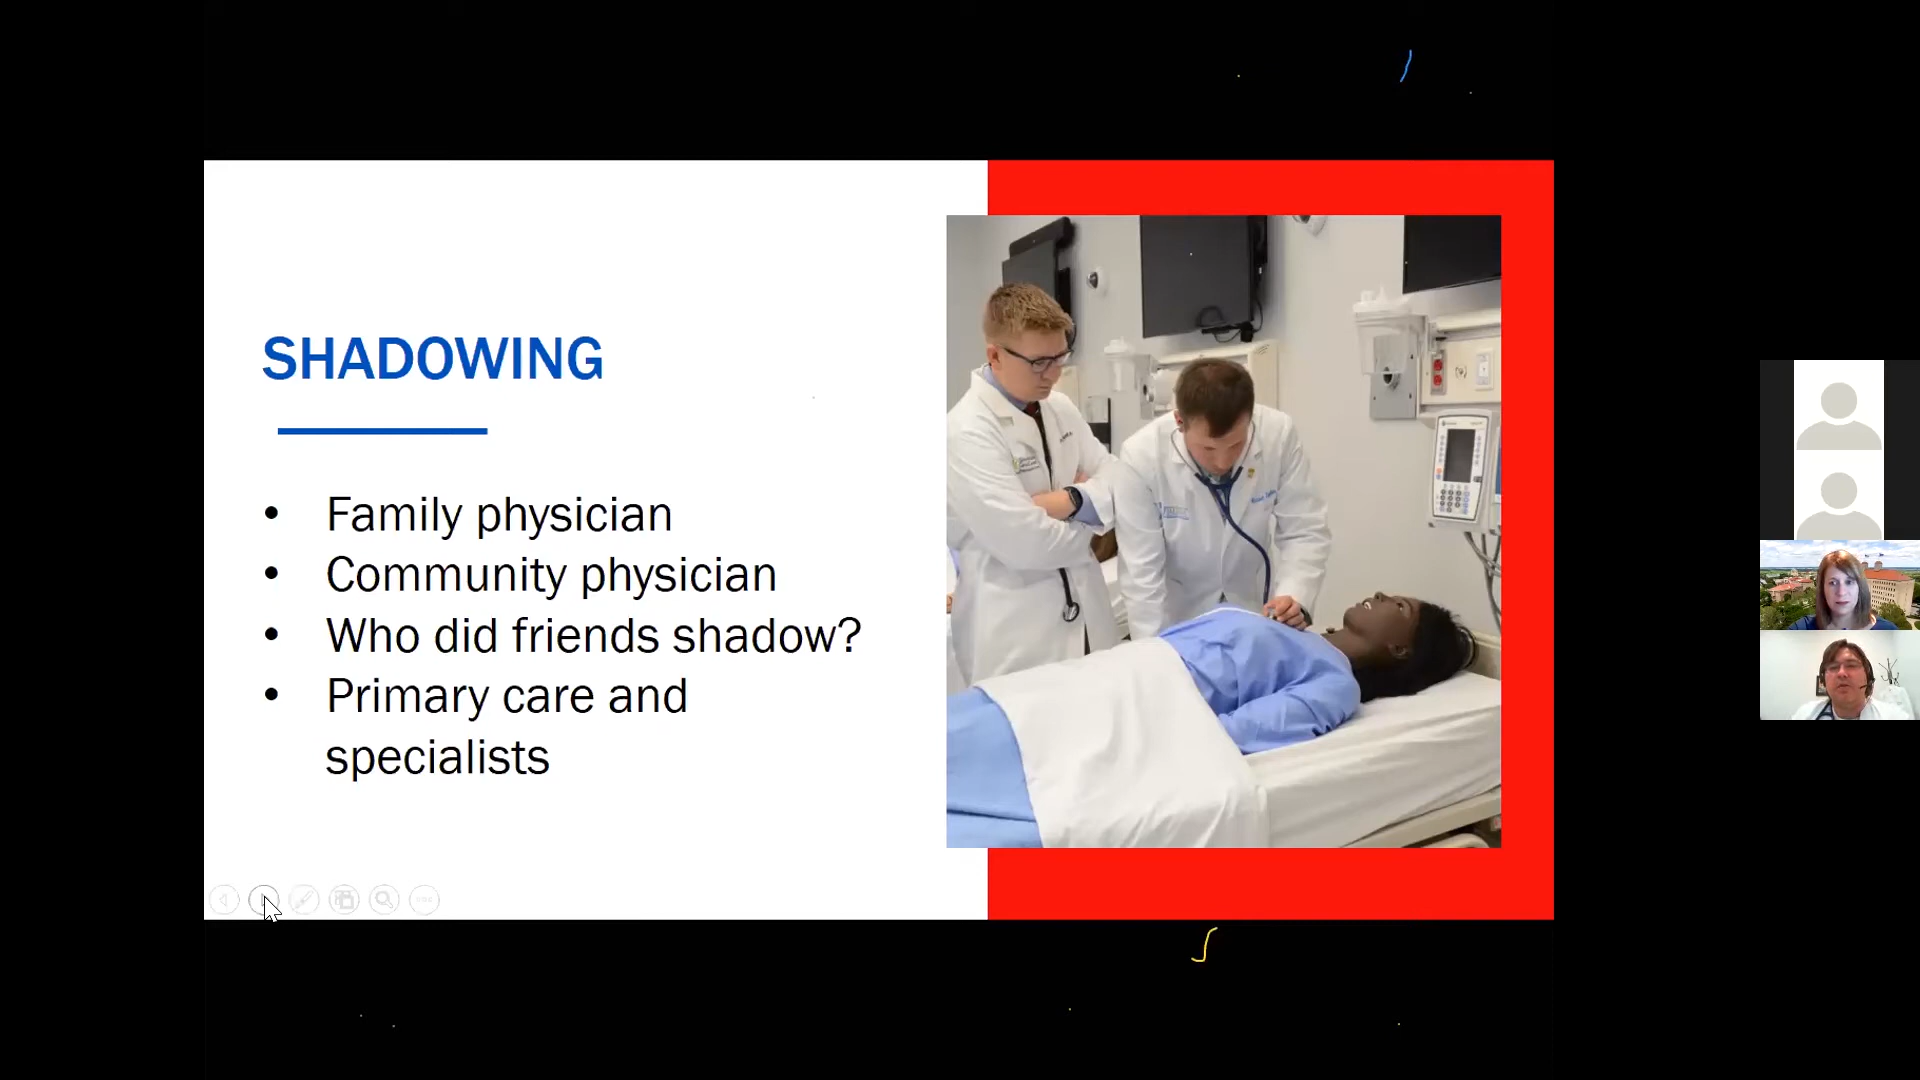 SHADOWING
• Family physician
• Community physician
• Who did friends shadow?
• Primary care and
specialists